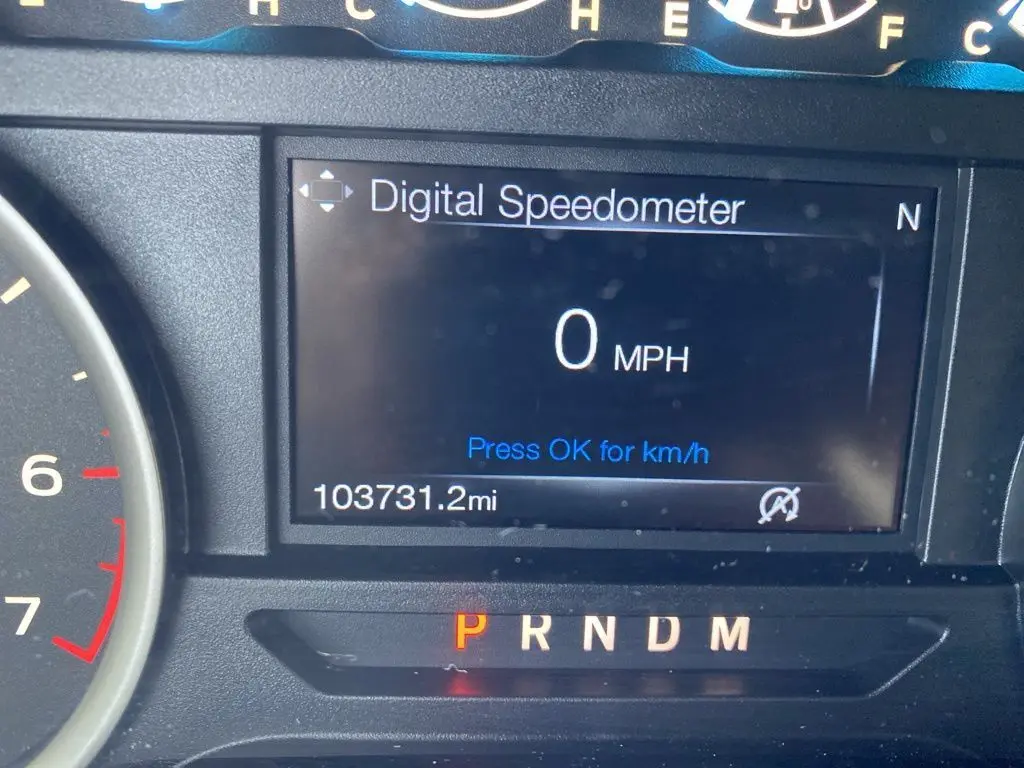 H C H E F C
Digital Speedometer N
0 MPH
Press OK for km/h
103731.2mi
6
7
P R N D M